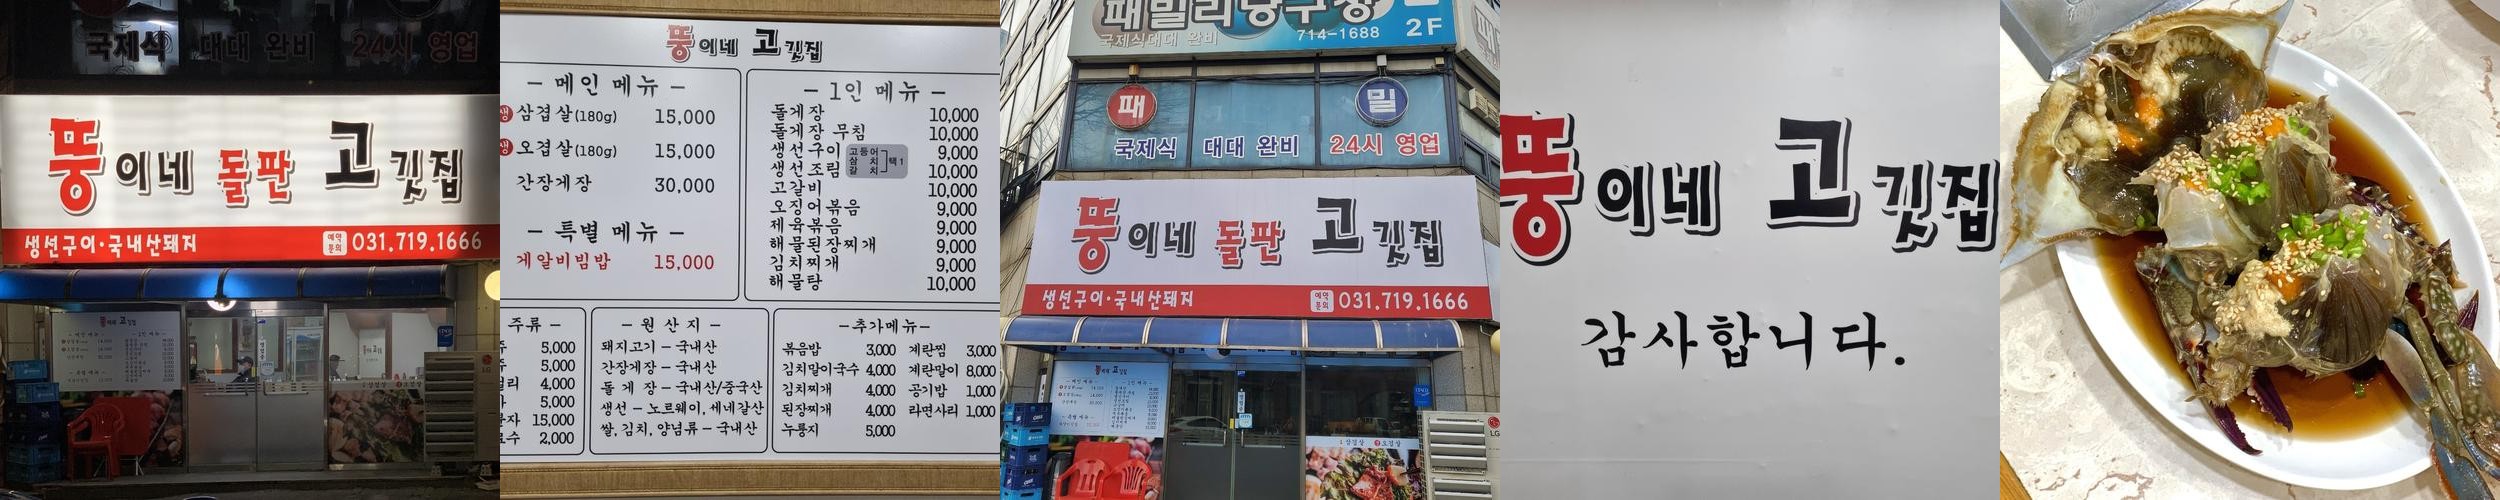 국제식 대대 완비 24시 영업
뚱이네 돌판 고깃집
생선구이·국내산돼지
예약문의 031.719.1666
뚱이네 고깃집
- 메인 메뉴 -
생 삼겹살(180g) 15,000
생 오겹살(180g) 15,000
간장게장 30,000
- 특별 메뉴 -
게알비빔밥 15,000
- 1인 메뉴 -
돌게장 10,000
돌게장 무침 10,000
생선구이 9,000
생선조림 10,000
고등어
삼 치
갈 치
택1
고갈비 10,000
오징어볶음 9,000
제육볶음 9,000
해물된장찌개 9,000
김치찌개 9,000
해물탕 10,000
주류 -
5,000
5,000
4,000
5,000
15,000
2,000
- 원산지 -
돼지고기 - 국내산
간장게장 - 국내산
돌게장 - 국내산/중국산
생선 - 노르웨이, 세네갈산
쌀, 김치, 양념류 - 국내산
-추가메뉴-
볶음밥 3,000 계란찜 3,000
김치말이국수 4,000 계란말이 8,000
김치찌개 4,000 공기밥 1,000
된장찌개 4,000 라면사리 1,000
누룽지 5,000
패밀리당구장
국제식대대 완비 714-1688 2F
패 밀
국제식 대대 완비 24시 영업
뚱이네 돌판 고깃집
생선구이·국내산돼지
예약문의 031.719.1666
LG
뚱이네 고깃집
감사합니다.